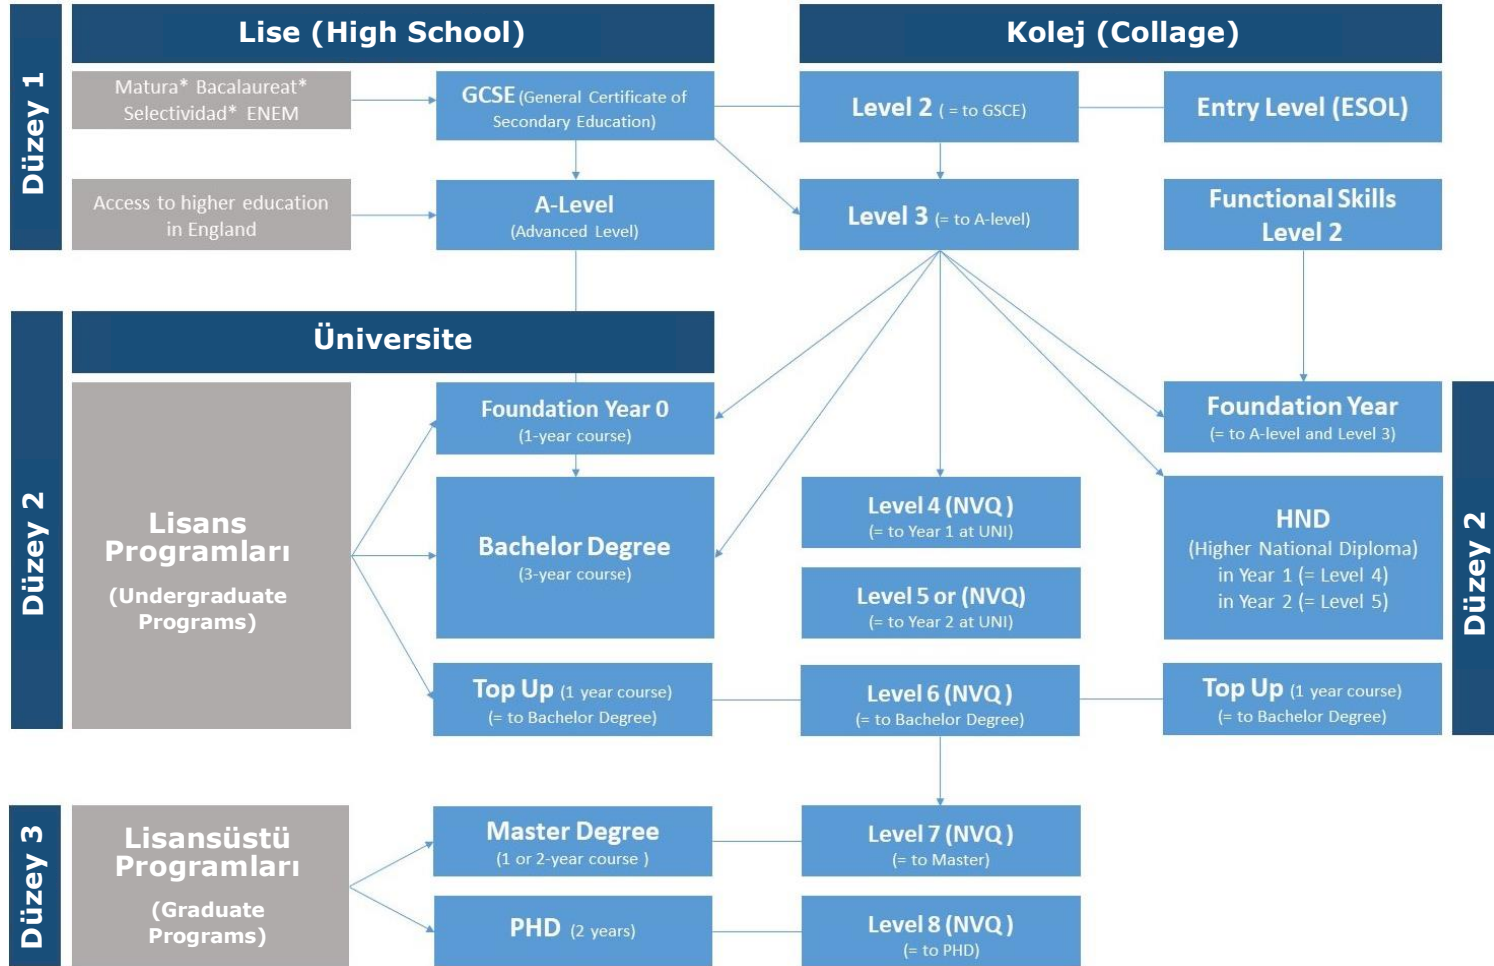 Düzey 1
Lise (High School)
Kolej (Collage)
Matura* Bacalaureat*
Selectividad* ENEM
GCSE (General Certificate of
Secondary Education)
Level 2 ( = to GSCE)
Entry Level (ESOL)
Access to higher education
in England
A-Level
(Advanced Level)
Level 3 (= to A-level)
Functional Skills
Level 2
Düzey 2
Üniversite
Lisans
Programları
(Undergraduate
Programs)
Foundation Year 0
(1-year course)
Foundation Year
(= to A-level and Level 3)
Bachelor Degree
(3-year course)
Level 4 (NVQ )
(= to Year 1 at UNI)
Level 5 or (NVQ)
(= to Year 2 at UNI)
HND
(Higher National Diploma)
in Year 1 (= Level 4)
in Year 2 (= Level 5)
Düzey 2
Top Up (1 year course)
(= to Bachelor Degree)
Level 6 (NVQ )
(= to Bachelor Degree)
Top Up (1 year course)
(= to Bachelor Degree)
Düzey 3
Lisansüstü
Programları
(Graduate
Programs)
Master Degree
(1 or 2-year course )
Level 7 (NVQ )
(= to Master)
PHD (2 years)
Level 8 (NVQ )
(= to PHD)